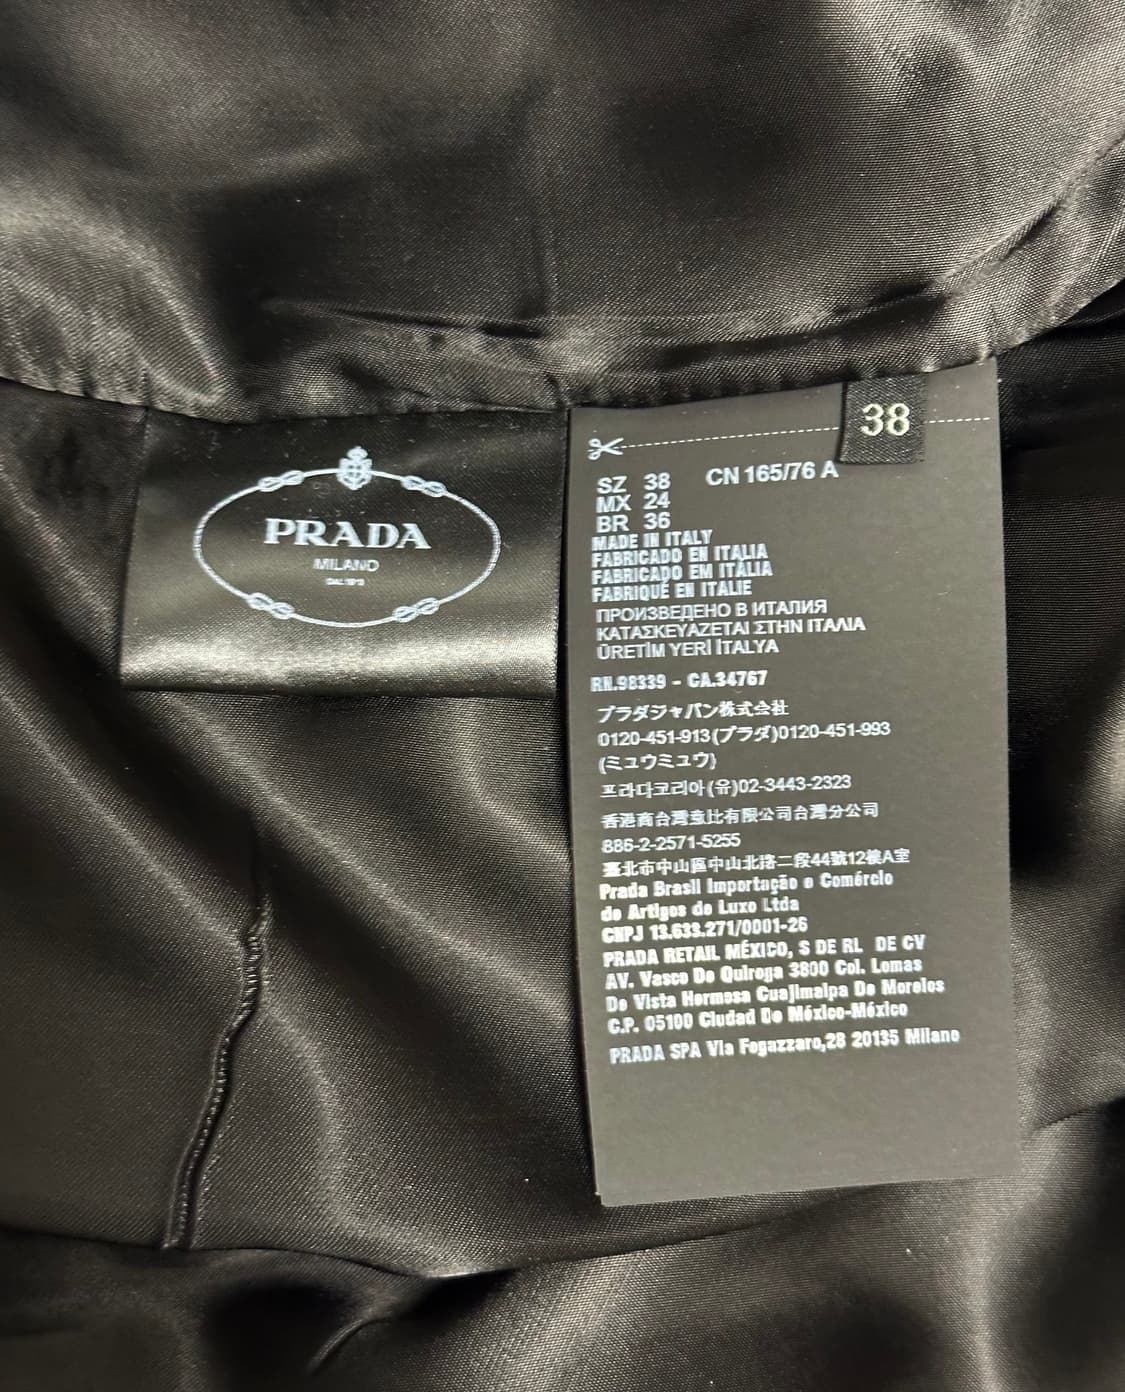 PRADA
MILANO
DAL 1913
38
SZ 38 CN 165/76 A
MX 24
BR 36
MADE IN ITALY
FABRICADO EN ITALIA
FABRICADO EM ITÀLIA
FABRIQUÉ EN ITALIE
ПРОИЗВЕДЕНО В ИТАЛИЯ
ΚΑΤΑΣΚΕΥΑΖΕΤΑΙ ΣΤΗΝ ΙΤΑΛΙΑ
ÜRETİM YERİ İTALYA
RN.98339 - CA.34767
プラダジャパン株式会社
0120-451-913(プラダ)0120-451-993
(ミュウミュウ)
프라다코리아(유)02-3443-2323
香港商台灣臺比有限公司台灣分公司
886-2-2571-5255
臺北市中山區中山北路二段44號12樓A室
Prada Brasil Importação e Comércio
de Artigos de Luxo Ltda
CNPJ 13.633.271/0001-26
PRADA RETAIL MÉXICO, S DE RL DE CV
AV. Vasco De Quiroga 3800 Col. Lomas
De Vista Hermosa Cuajimalpa De Morelos
C.P. 05100 Ciudad De México-México
PRADA SPA Via Fogazzaro,28 20135 Milano